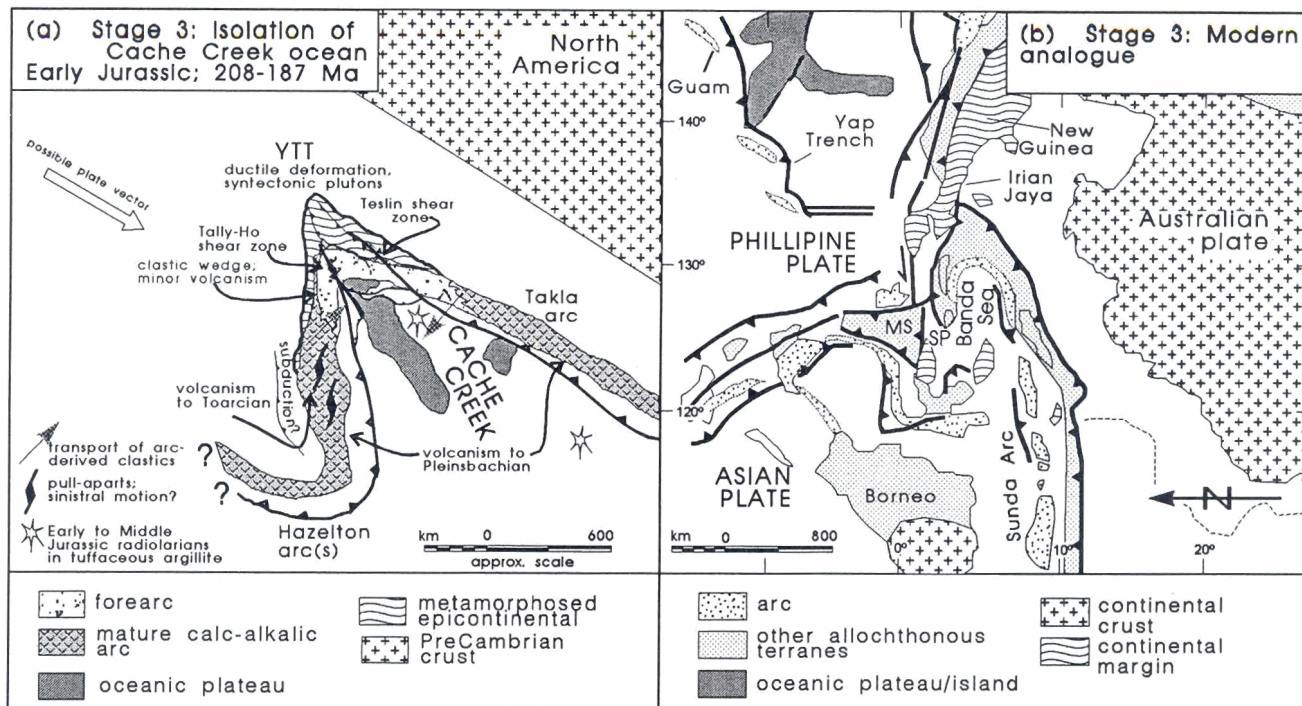 (a) Stage 3: Isolation of
Cache Creek ocean
Early Jurassic; 208-187 Ma
North
America
possible plate vector
YTT
ductile deformation,
syntectonic plutons
Teslin shear
zone
Tally-Ho
shear zone
clastic wedge;
minor volcanism
Takla
arc
CACHE
CREEK
subduction?
volcanism
to Toarcian
transport of arc-
derived clastics
?
?
pull-aparts;
sinistral motion?
volcanism to
Pleinsbachian
Early to Middle
Jurassic radiolarians
in tuffaceous argillite
Hazelton
arc(s)
km 0 600
approx. scale
forearc
mature calc-alkalic
arc
oceanic plateau
metamorphosed
epicontinental
PreCambrian
crust
(b) Stage 3: Modern
analogue
Guam
140°
Yap
Trench
New
Guinea
Irian
Jaya
Australian
plate
PHILLIPINE
PLATE
130°
MS
SP
Banda
Sea
120°
ASIAN
PLATE
Borneo
Sunda Arc
N
km 0 800
0°
10°
20°
arc
other allochthonous
terranes
oceanic plateau/island
continental
crust
continental
margin